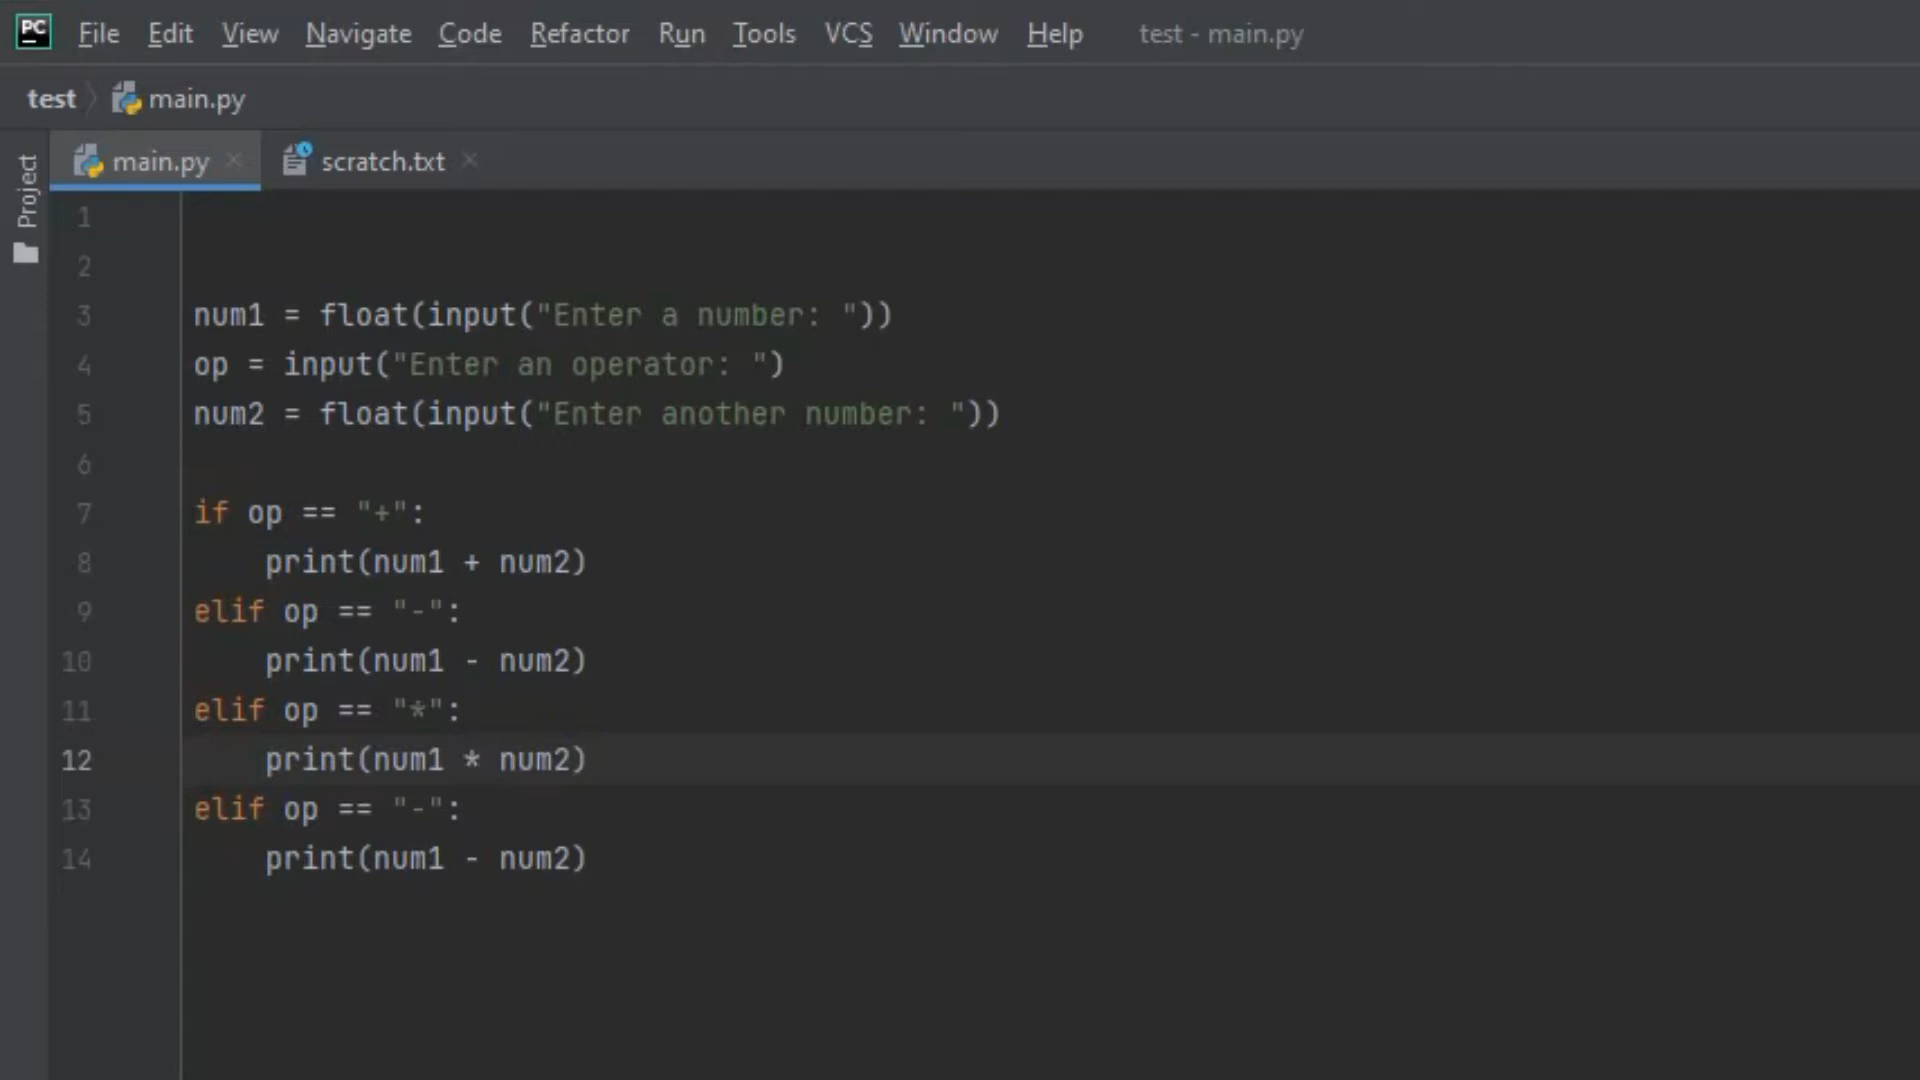 PC File Edit View Navigate Code Refactor Run Tools VCS Window Help test - main.py
test main.py
Project
main.py scratch.txt
1
2
3 num1 = float(input("Enter a number: "))
4 op = input("Enter an operator: ")
5 num2 = float(input("Enter another number: "))
6
7 if op == "+":
8     print(num1 + num2)
9 elif op == "-":
10     print(num1 - num2)
11 elif op == "*":
12     print(num1 * num2)
13 elif op == "-":
14     print(num1 - num2)